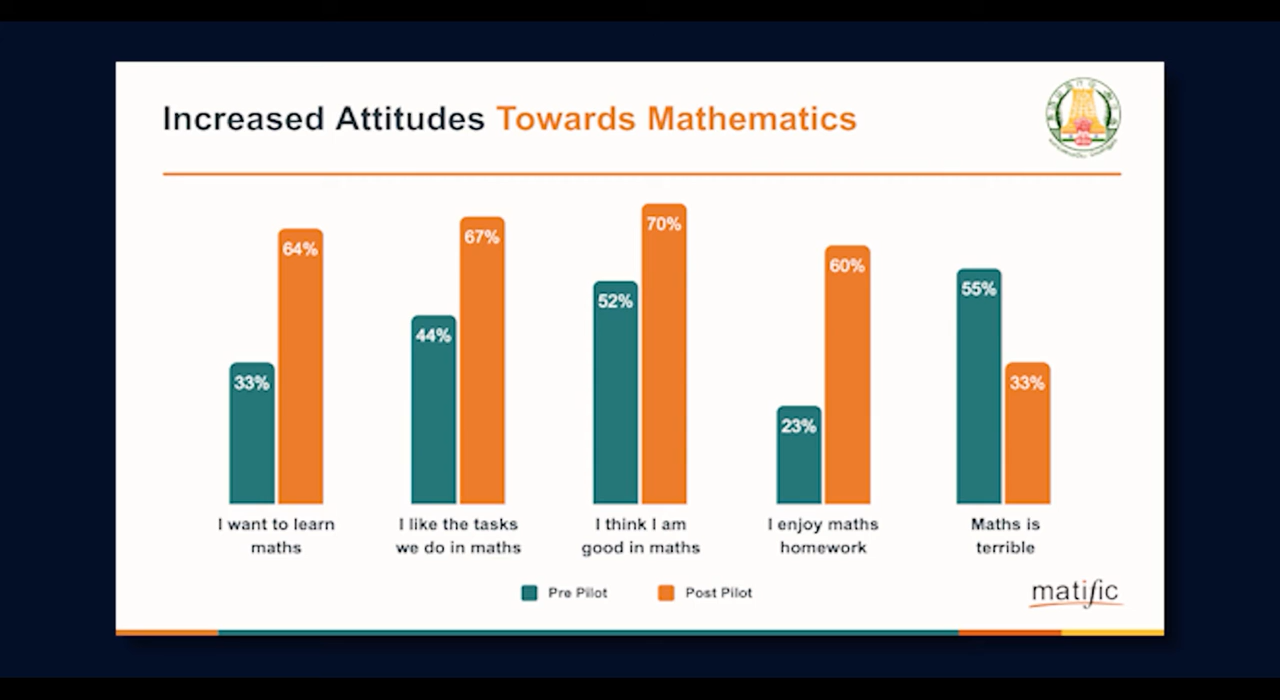 Increased Attitudes Towards Mathematics
64%
67%
70%
60%
55%
33%
44%
52%
23%
33%
I want to learn
maths
I like the tasks
we do in maths
I think I am
good in maths
I enjoy maths
homework
Maths is
terrible
Pre Pilot
Post Pilot
matific